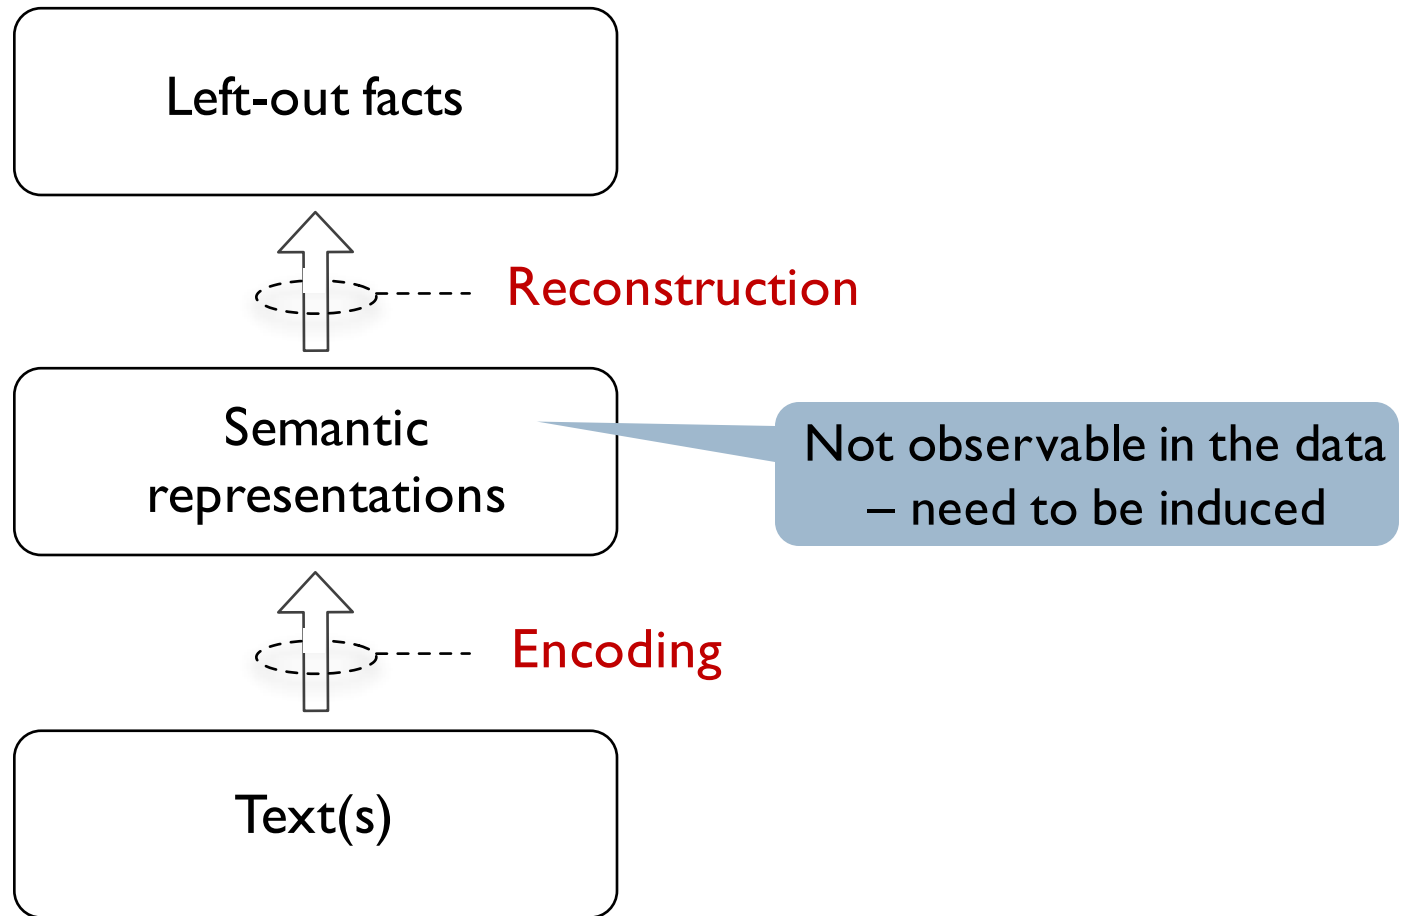 Left-out facts
Reconstruction
Semantic
representations
Not observable in the data
– need to be induced
Encoding
Text(s)